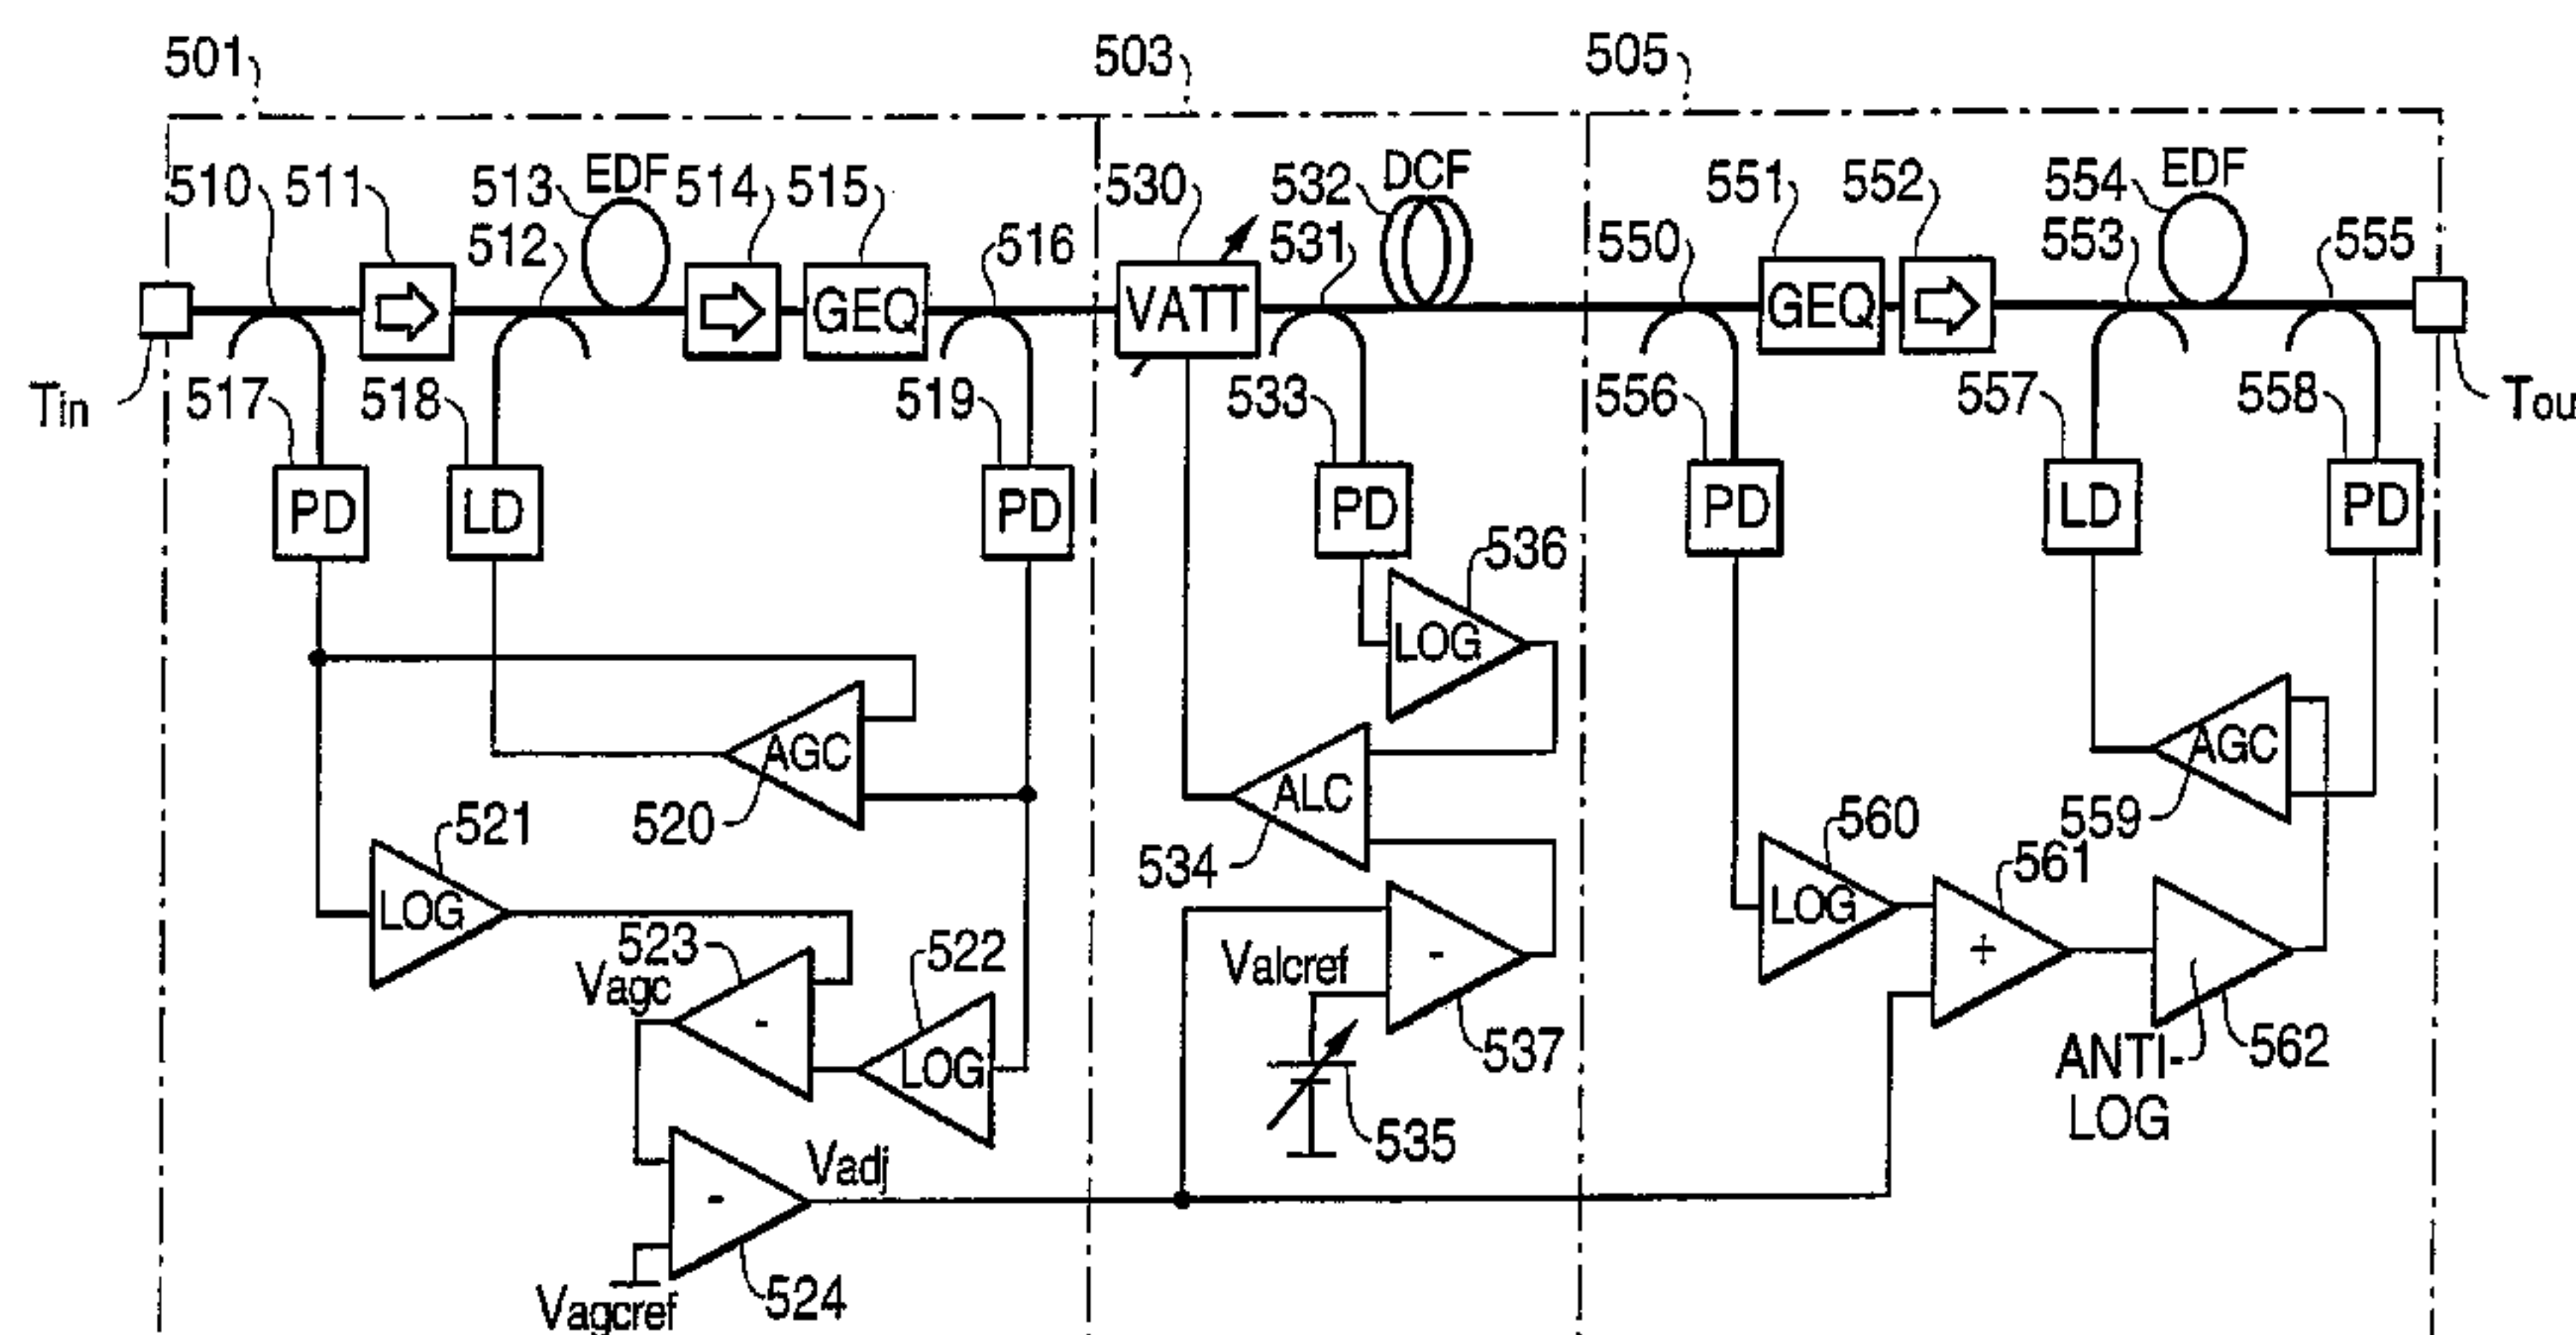 501
503
505
510
511
513
EDF
514
515
530
532
DCF
551
552
554
EDF
512
516
531
550
553
555
GEQ
VATT
GEQ
Tin
517
518
519
533
556
557
558
Tou
PD
LD
PD
PD
PD
LD
PD
536
LOG
AGC
520
ALC
534
AGC
559
521
LOG
560
LOG
561
+
523
Vagc
-
522
LOG
Valcref
-
537
ANTI-
LOG
562
535
Vadj
-
Vagcref
524